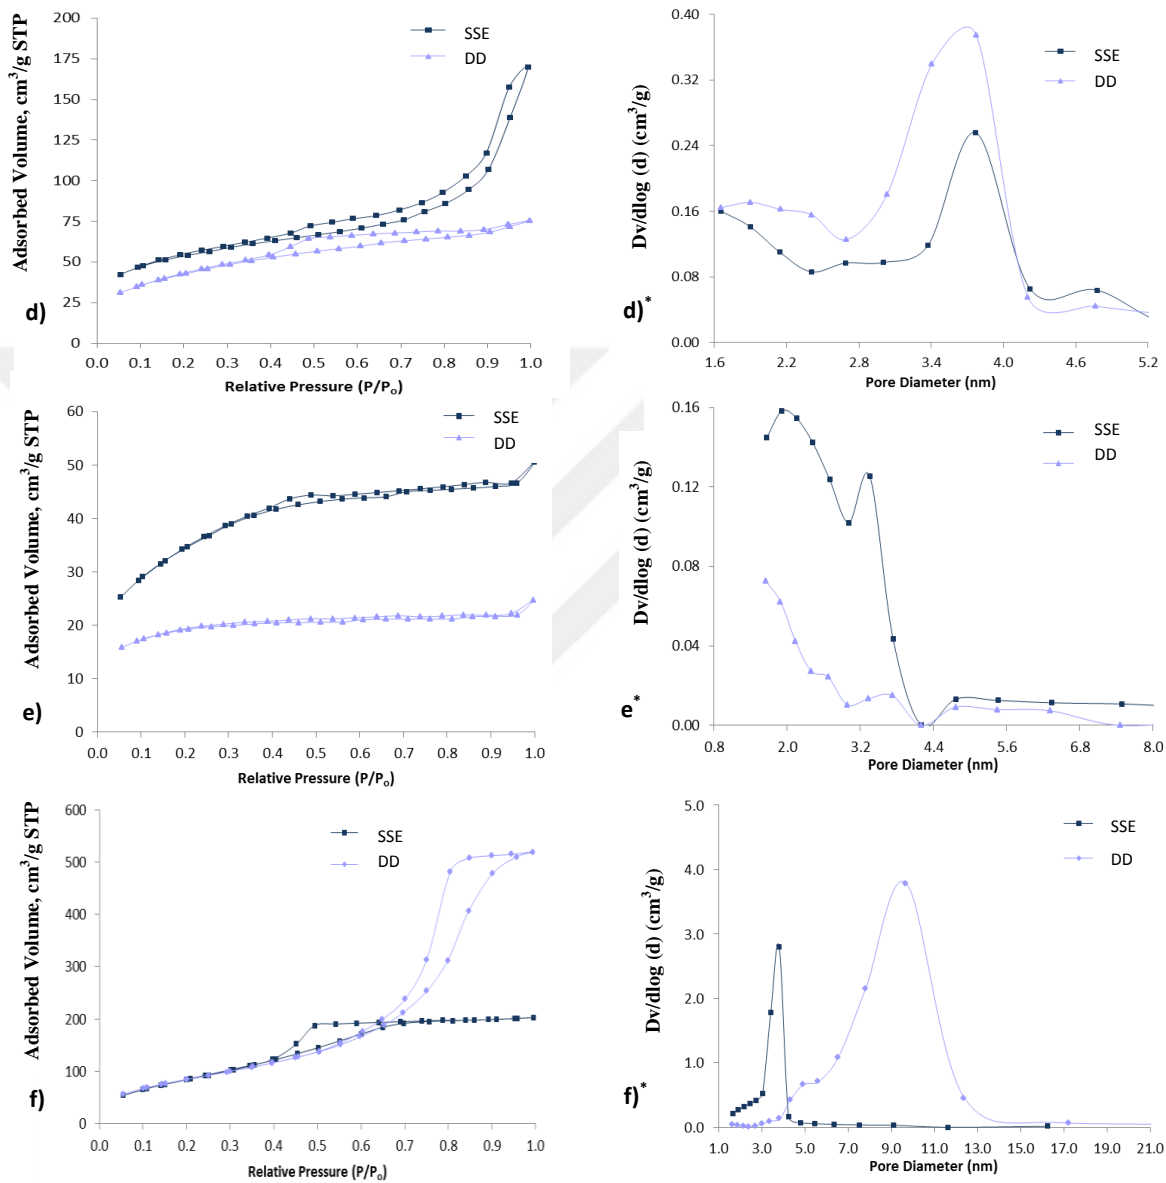 Adsorbed Volume, cm³/g STP
200
175
150
125
100
75
50
25
0
SSE
DD
d)
0.0 0.1 0.2 0.3 0.4 0.5 0.6 0.7 0.8 0.9 1.0
Relative Pressure (P/Pₒ)
Dv/dlog (d) (cm³/g)
0.40
0.32
0.24
0.16
0.08
0.00
SSE
DD
d)*
1.6 2.2 2.8 3.4 4.0 4.6 5.2
Pore Diameter (nm)
Adsorbed Volume, cm³/g STP
60
50
40
30
20
10
0
SSE
DD
e)
0.0 0.1 0.2 0.3 0.4 0.5 0.6 0.7 0.8 0.9 1.0
Relative Pressure (P/Pₒ)
Dv/dlog (d) (cm³/g)
0.16
0.12
0.08
0.04
0.00
SSE
DD
e*
0.8 2.0 3.2 4.4 5.6 6.8 8.0
Pore Diameter (nm)
Adsorbed Volume, cm³/g STP
600
500
400
300
200
100
0
SSE
DD
f)
0.0 0.1 0.2 0.3 0.4 0.5 0.6 0.7 0.8 0.9 1.0
Relative Pressure (P/Pₒ)
Dv/dlog (d) (cm³/g)
5.0
4.0
3.0
2.0
1.0
0.0
SSE
DD
f)*
1.0 3.0 5.0 7.0 9.0 11.0 13.0 15.0 17.0 19.0 21.0
Pore Diameter (nm)